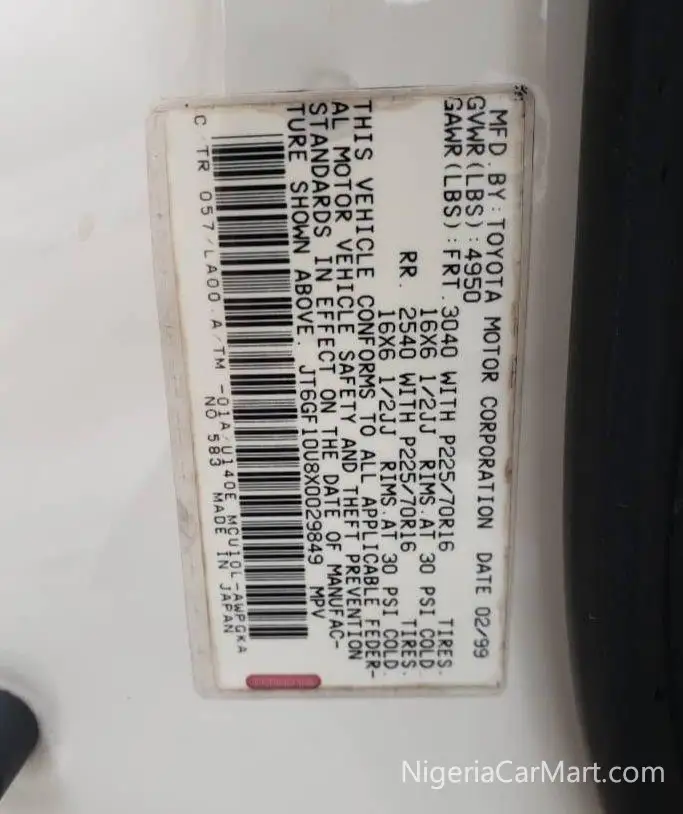 MFD.BY:TOYOTA MOTOR CORPORATION DATE 02/99
GVWR(LBS):4950
GAWR(LBS):FRT.3040 WITH P225/70R16 TIRES.
16X6 1/2JJ RIMS.AT 30 PSI COLD
RR. 2540 WITH P225/70R16 TIRES.
16X6 1/2JJ RIMS.AT 30 PSI COLD
THIS VEHICLE CONFORMS TO ALL APPLICABLE FEDER-
AL MOTOR VEHICLE SAFETY AND THEFT PREVENTION
STANDARDS IN EFFECT ON THE DATE OF MANUFAC-
TURE SHOWN ABOVE. JT6GF10U8X0029849 MPV
C/TR 057/LA00.A/TM -01A/U140E MCU10L-AWPGKA
NO 583 MADE IN JAPAN
NigeriaCarMart.com